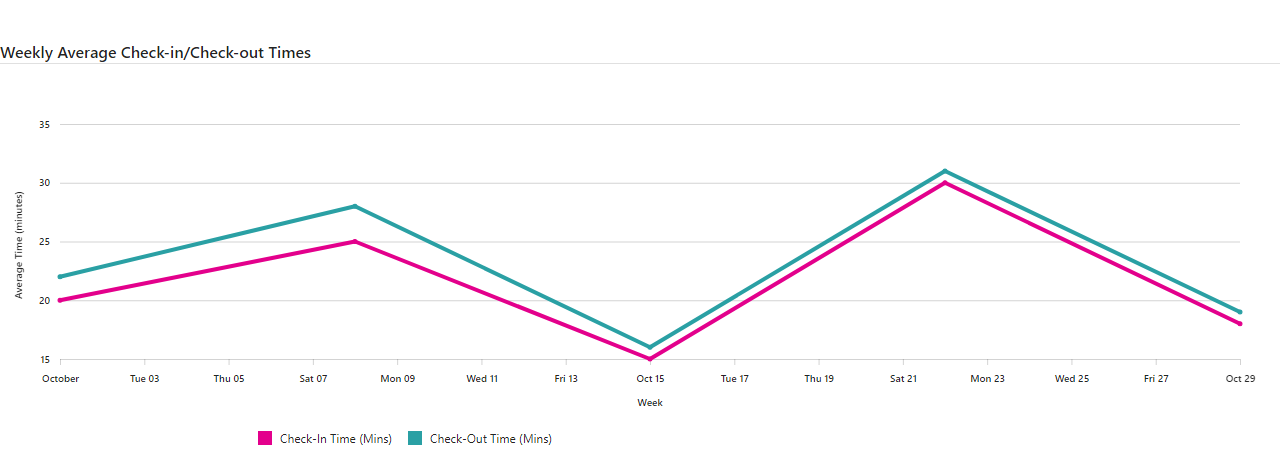 Weekly Average Check-in/Check-out Times
35
30
25
20
15
Average Time (minutes)
October Tue 03 Thu 05 Sat 07 Mon 09 Wed 11 Fri 13 Oct 15 Tue 17 Thu 19 Sat 21 Mon 23 Wed 25 Fri 27 Oct 29
Week
Check-In Time (Mins) Check-Out Time (Mins)